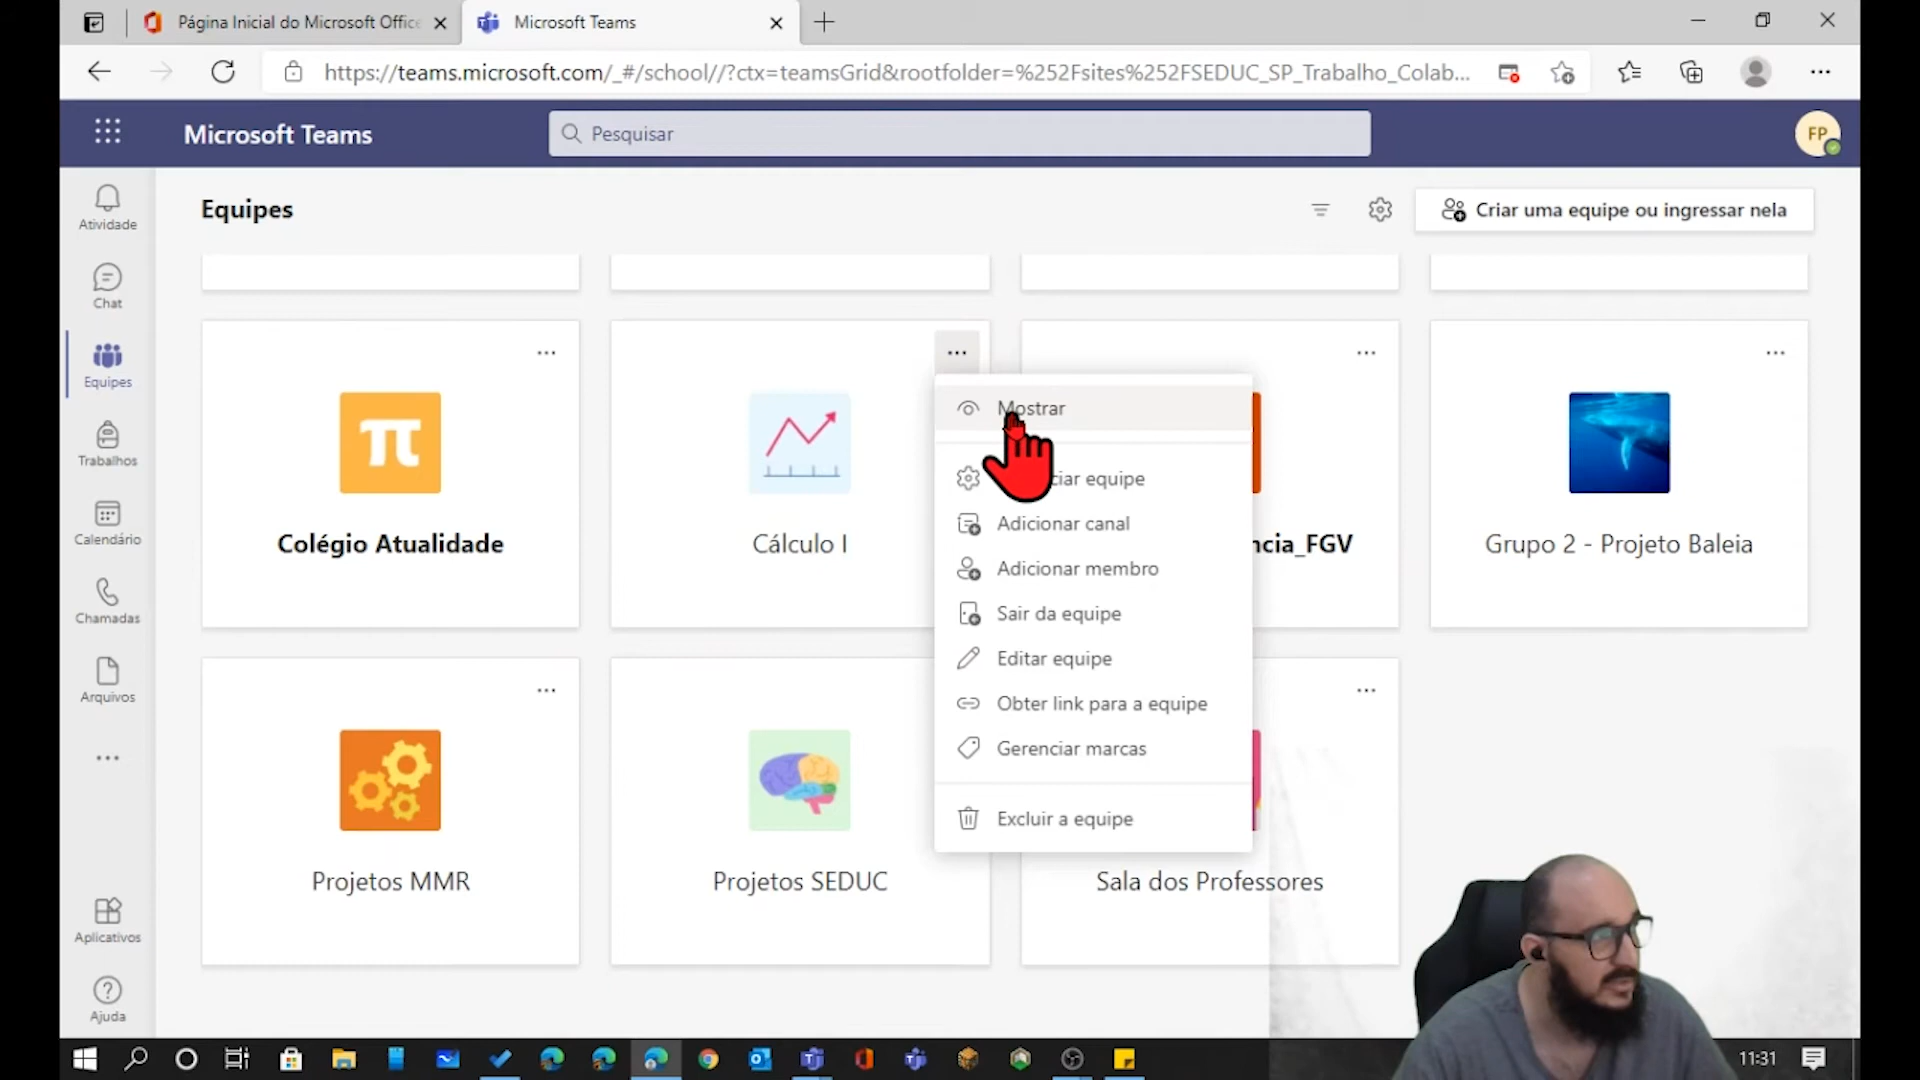 Página Inicial do Microsoft Office
Microsoft Teams
https://teams.microsoft.com/_#/school//?ctx=teamsGrid&rootfolder=%252Fsites%252FSEDUC_SP_Trabalho_Colab...
Microsoft Teams
Pesquisar
FP
Atividade
Chat
Equipes
Trabalhos
Calendário
Chamadas
Arquivos
Aplicativos
Ajuda
Equipes
Criar uma equipe ou ingressar nela
Colégio Atualidade
Cálculo I
ncia_FGV
Grupo 2 - Projeto Baleia
Mostrar
ciar equipe
Adicionar canal
Adicionar membro
Sair da equipe
Editar equipe
Obter link para a equipe
Gerenciar marcas
Excluir a equipe
Projetos MMR
Projetos SEDUC
Sala dos Professores
11:31